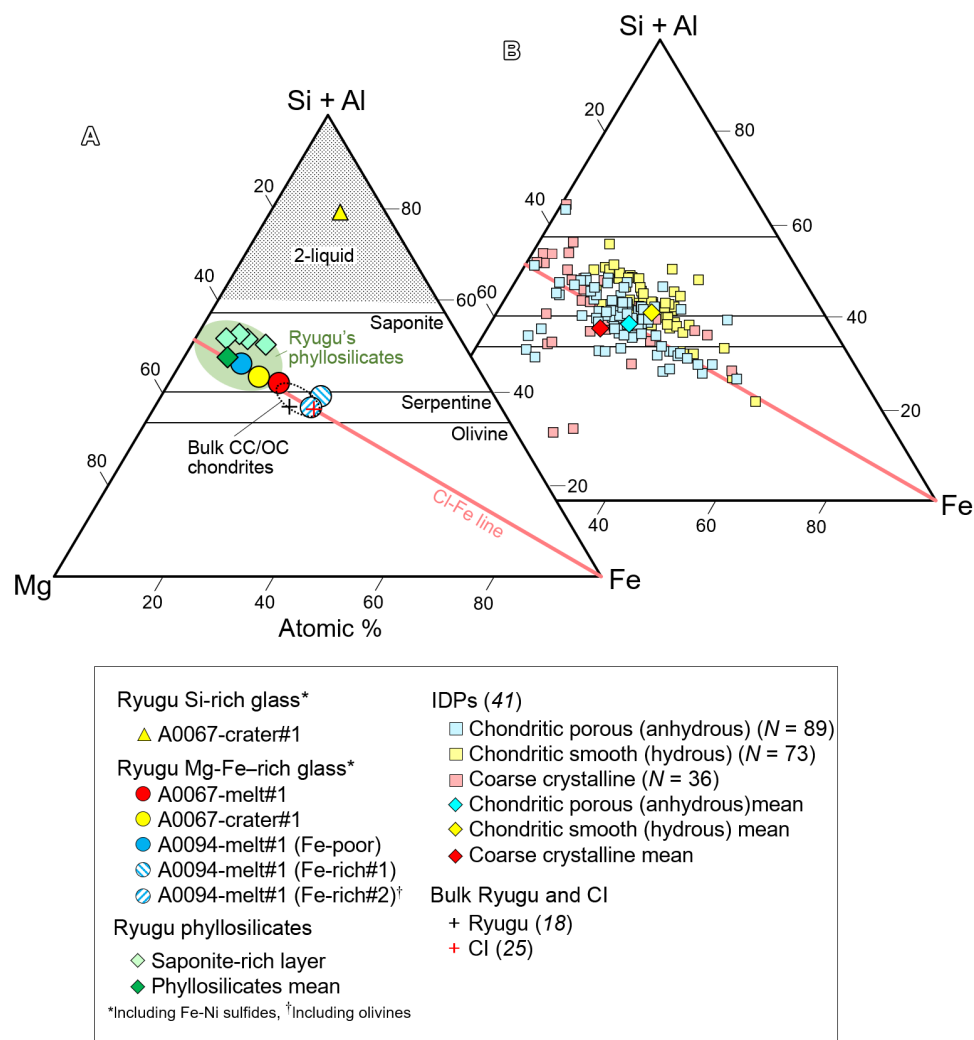 A
Si + Al
20
80
2-liquid
40
60
Saponite
Ryugu's
phyllosilicates
60
40
Serpentine
Olivine
Bulk CC/OC
chondrites
80
20
CI-Fe line
Mg
Fe
20
40
60
80
Atomic %
B
Si + Al
20
80
40
60
60
40
20
Fe
40
60
80
Ryugu Si-rich glass*
A0067-crater#1
Ryugu Mg-Fe–rich glass*
A0067-melt#1
A0067-crater#1
A0094-melt#1 (Fe-poor)
A0094-melt#1 (Fe-rich#1)
A0094-melt#1 (Fe-rich#2)†
Ryugu phyllosilicates
Saponite-rich layer
Phyllosilicates mean
*Including Fe-Ni sulfides, †Including olivines
IDPs (41)
Chondritic porous (anhydrous) (N = 89)
Chondritic smooth (hydrous) (N = 73)
Coarse crystalline (N = 36)
Chondritic porous (anhydrous)mean
Chondritic smooth (hydrous) mean
Coarse crystalline mean
Bulk Ryugu and CI
Ryugu (18)
CI (25)